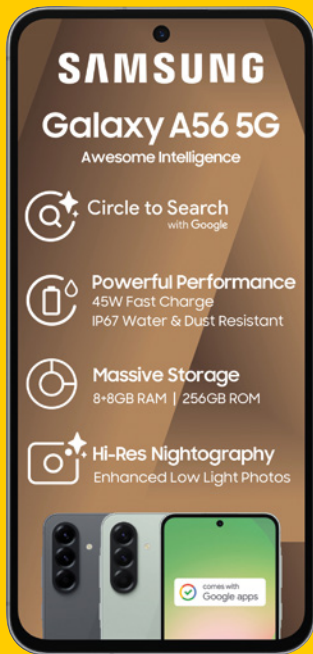 SAMSUNG
Galaxy A56 5G
Awesome Intelligence
Circle to Search
with Google
Powerful Performance
45W Fast Charge
IP67 Water & Dust Resistant
Massive Storage
8+8GB RAM | 256GB ROM
Hi-Res Nightography
Enhanced Low Light Photos
comes with
Google apps